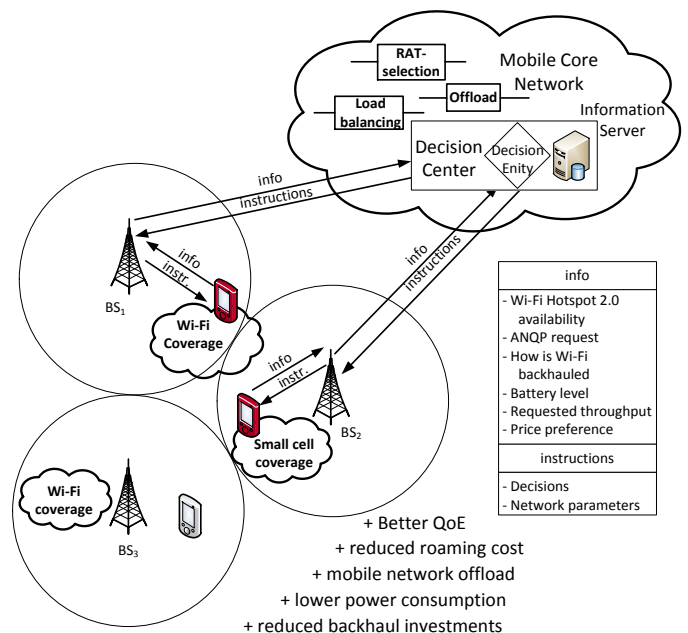 RAT-
selection
Mobile Core
Network
Offload
Load
balancing
Information
Server
Decision
Center
Decision
Enity
info
instructions
info
instr.
BS1
Wi-Fi
Coverage
info
instructions
info
instr.
BS2
Small cell
coverage
Wi-Fi
coverage
BS3
info
- Wi-Fi Hotspot 2.0
availability
- ANQP request
- How is Wi-Fi
backhauled
- Battery level
- Requested throughput
- Price preference
instructions
- Decisions
- Network parameters
+ Better QoE
+ reduced roaming cost
+ mobile network offload
+ lower power consumption
+ reduced backhaul investments